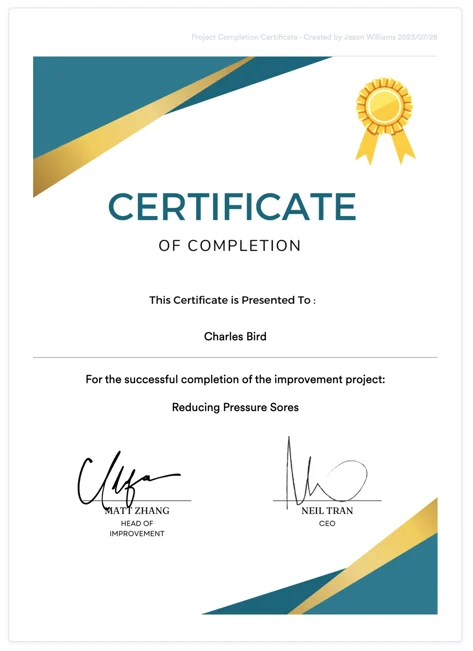 Project Completion Certificate - Created by Jason Williams 2023/07/28
CERTIFICATE
OF COMPLETION
This Certificate is Presented To :
Charles Bird
For the successful completion of the improvement project:
Reducing Pressure Sores
MATT ZHANG
HEAD OF
IMPROVEMENT
NEIL TRAN
CEO